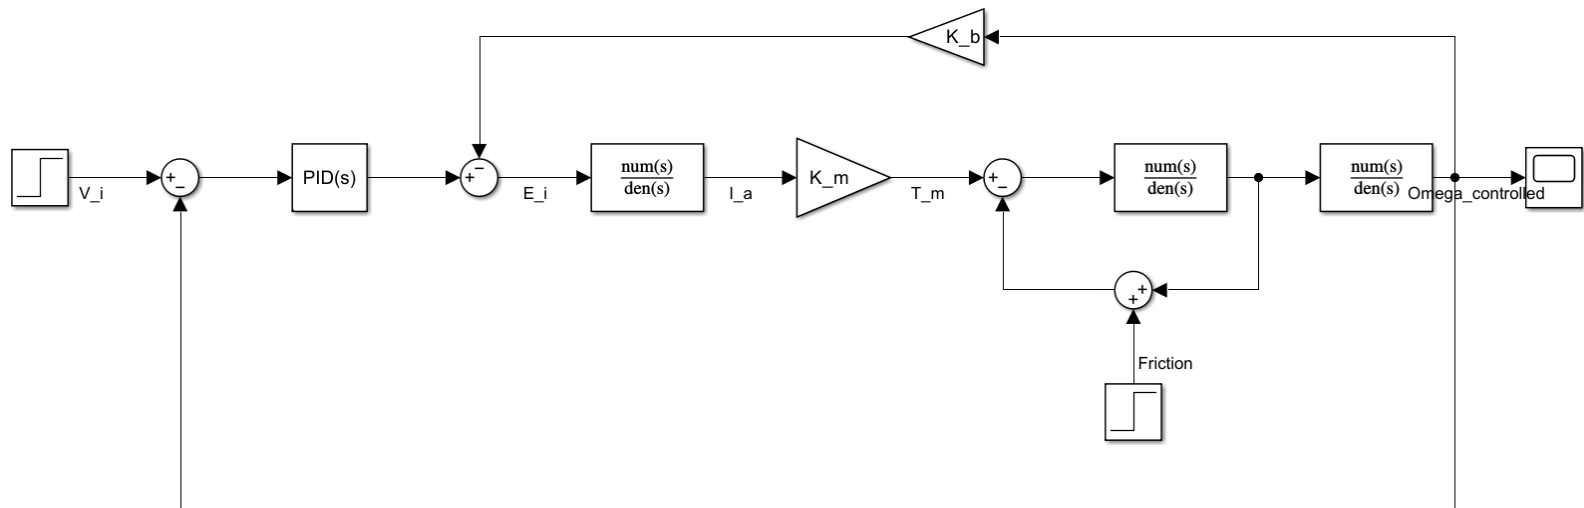 K_b
V_i
+
−
PID(s)
−
+
E_i
num(s)
den(s)
I_a
K_m
T_m
+
−
num(s)
den(s)
num(s)
den(s)
Omega_controlled
+
+
Friction